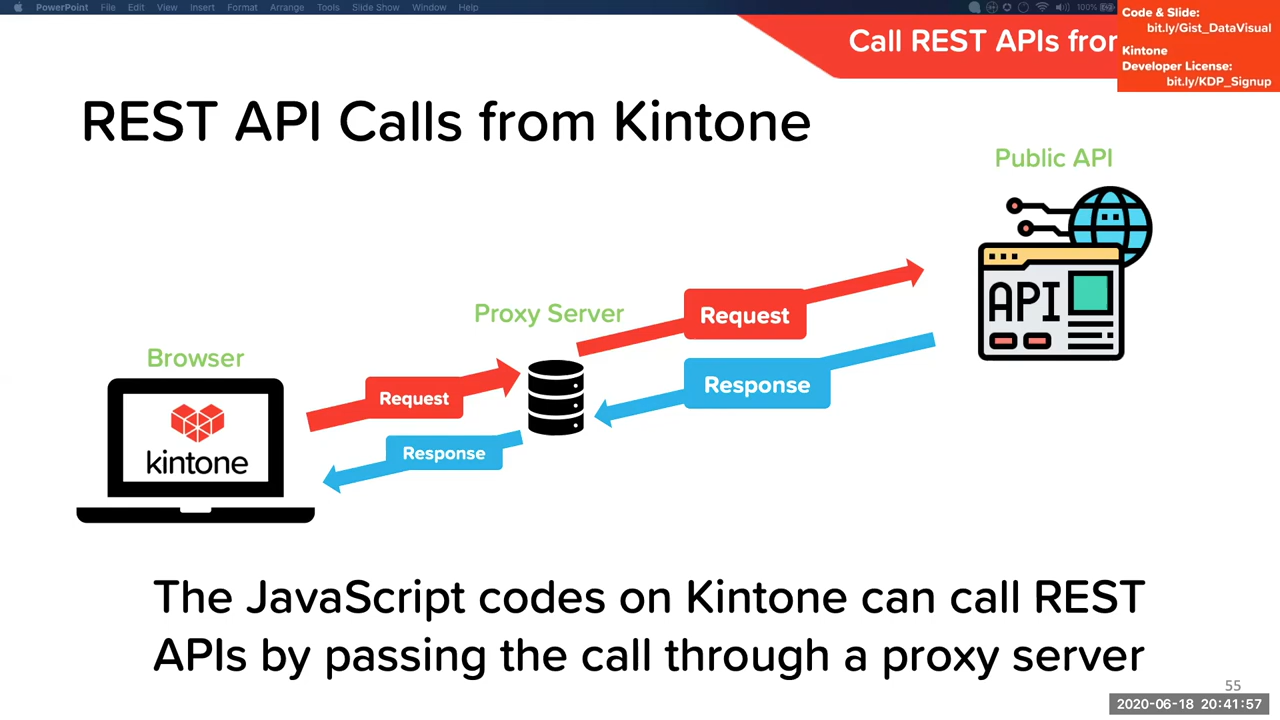 PowerPoint File Edit View Insert Format Arrange Tools Slide Show Window Help
100%
Call REST APIs fror
Code & Slide:
bit.ly/Gist_DataVisual
Kintone
Developer License:
bit.ly/KDP_Signup
REST API Calls from Kintone
Public API
API
Proxy Server
Request
Response
Browser
Request
Response
kintone
The JavaScript codes on Kintone can call REST
APIs by passing the call through a proxy server
55
2020-06-18 20:41:57